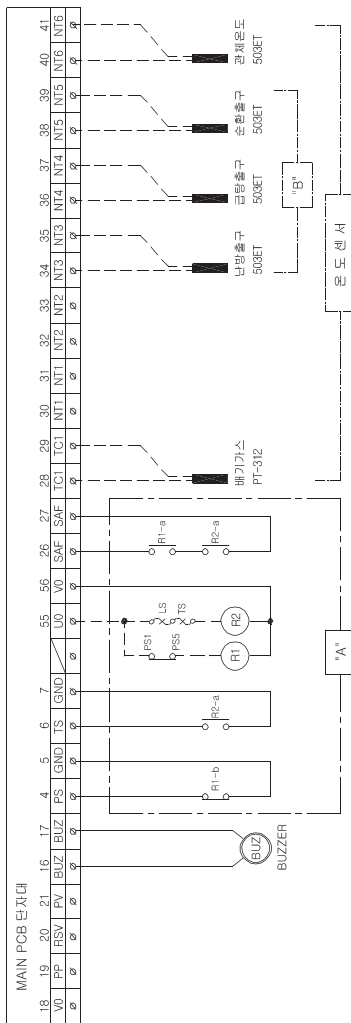 MAIN PCB 단자대
18 19 20 21 16 17 4 5 6 7 55 56 26 27 28 29 30 31 32 33 34 35 36 37 38 39 40 41
V0 PP RSV PV BUZ BUZ PS GND TS GND U0 V0 SAF SAF TC1 TC1 NT1 NT1 NT2 NT2 NT3 NT3 NT4 NT4 NT5 NT5 NT6 NT6
BUZ
BUZZER
R1-b
R2-a
PS1
PS5
LS
TS
R1
R2
R1-a
R2-a
"A"
배기가스
PT-312
난방출구
503ET
급탕출구
503ET
순환출구
503ET
관체온도
503ET
"B"
온도센서